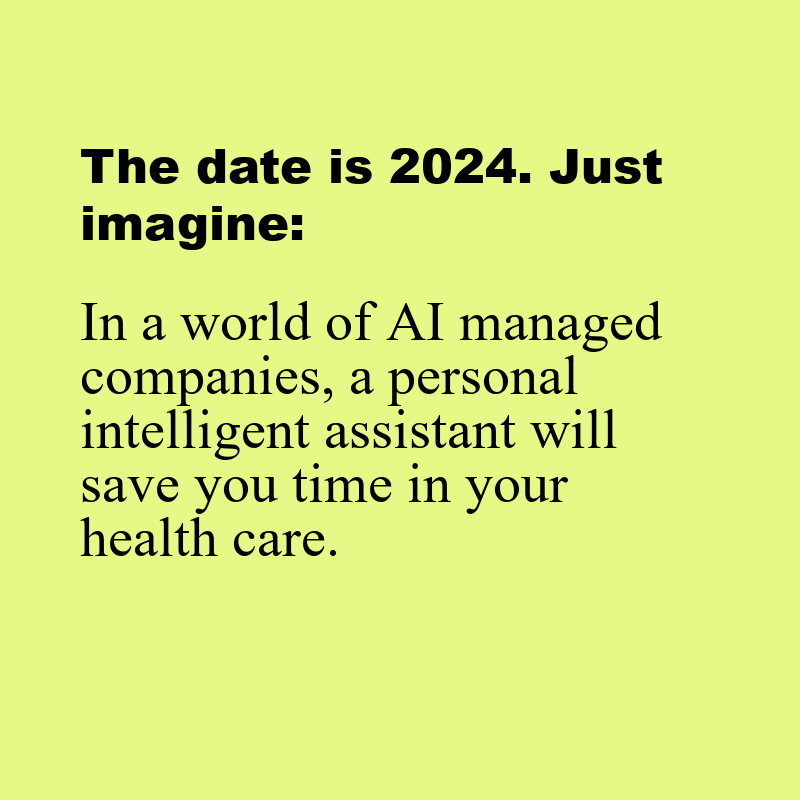 The date is 2024. Just
imagine:
In a world of AI managed
companies, a personal
intelligent assistant will
save you time in your
health care.